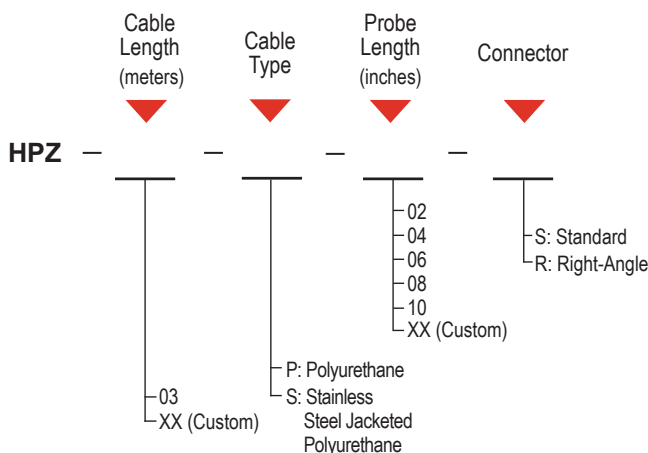 Cable
Length
(meters)
Cable
Type
Probe
Length
(inches)
Connector
HPZ – – – –
02
04
06
08
10
XX (Custom)
S: Standard
R: Right-Angle
P: Polyurethane
S: Stainless
Steel Jacketed
Polyurethane
03
XX (Custom)